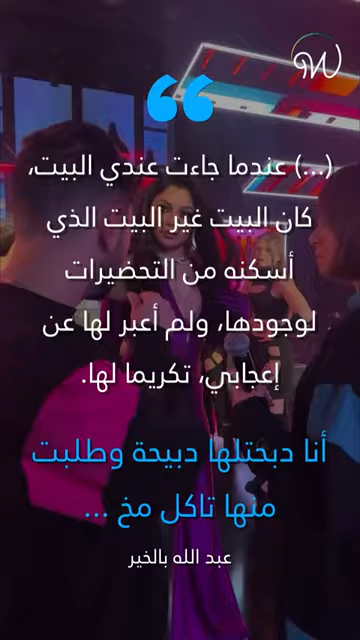 W
“
(...) عندما جاءت عندي البيت،
كان البيت غير البيت الذي
أسكنه من التحضيرات
لوجودها، ولم أعبر لها عن
إعجابي، تكريما لها.
أنا دبحتلها دبيحة وطلبت
منها تاكل مخ ...
عبد الله بالخير